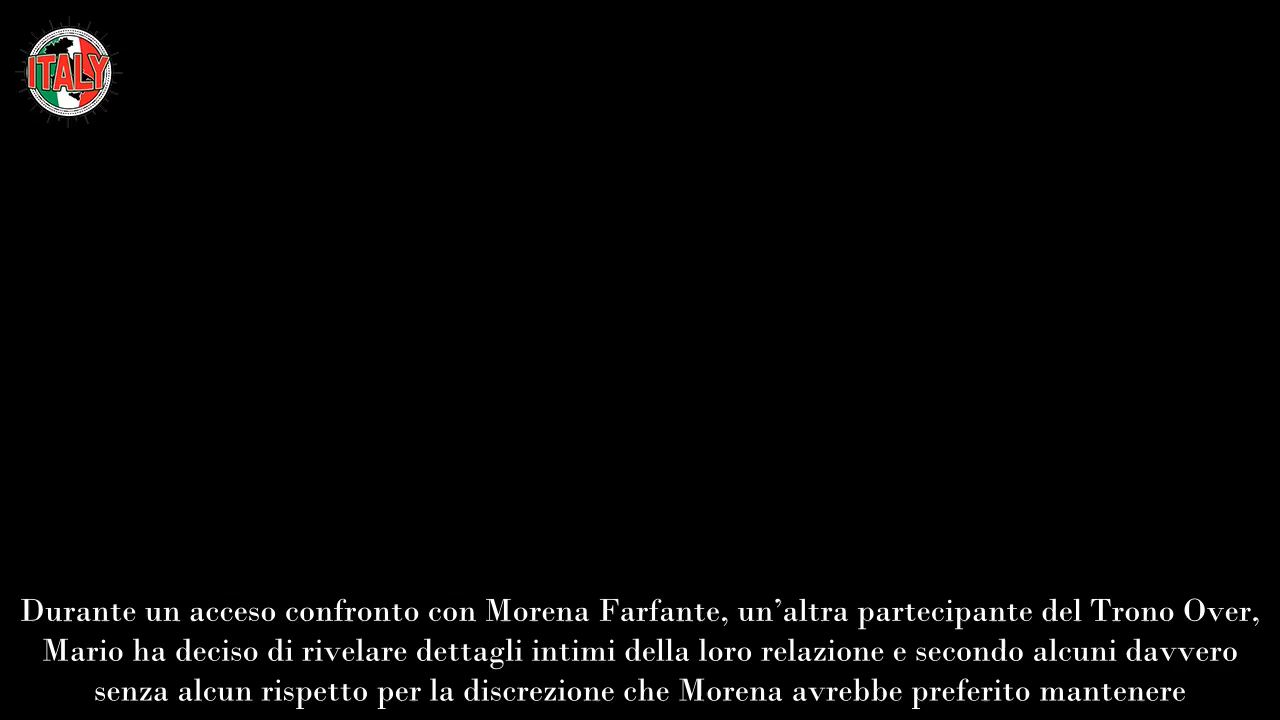 ITALY
Durante un acceso confronto con Morena Farfante, un’altra partecipante del Trono Over,
Mario ha deciso di rivelare dettagli intimi della loro relazione e secondo alcuni davvero
senza alcun rispetto per la discrezione che Morena avrebbe preferito mantenere